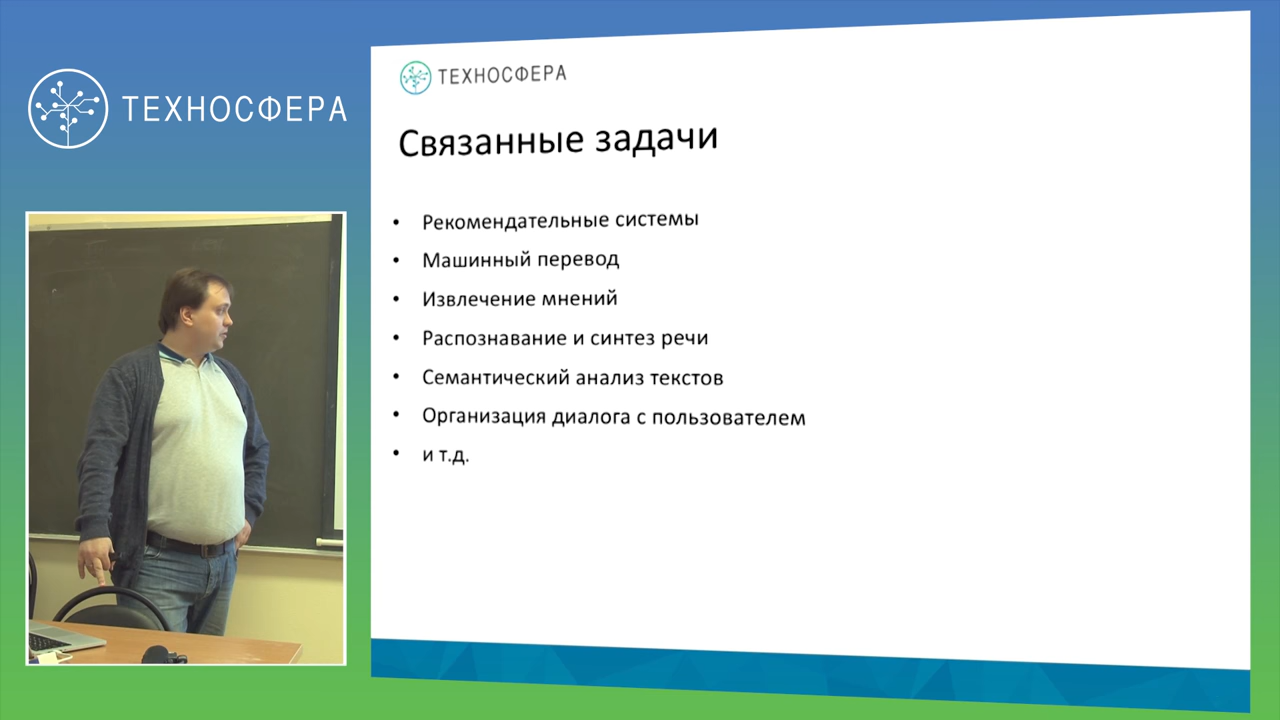 ТЕХНОСФЕРА
ТЕХНОСФЕРА
Связанные задачи
• Рекомендательные системы
• Машинный перевод
• Извлечение мнений
• Распознавание и синтез речи
• Семантический анализ текстов
• Организация диалога с пользователем
• и т.д.